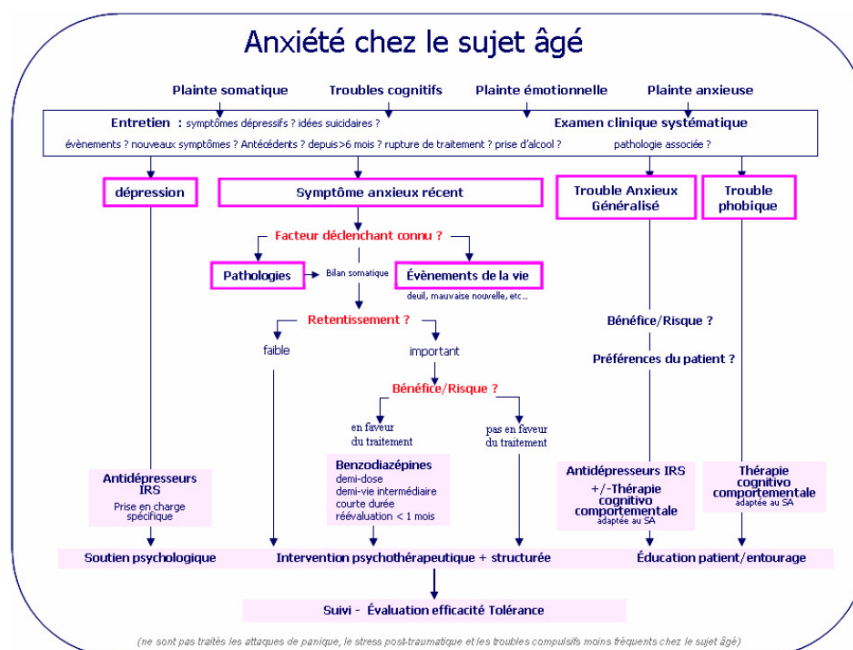 Anxiété chez le sujet âgé
Plainte somatique
Troubles cognitifs
Plainte émotionnelle
Plainte anxieuse
Entretien : symptômes dépressifs ? idées suicidaires ?
Examen clinique systématique
évènements ? nouveaux symptômes ? Antécédents ? depuis>6 mois ? rupture de traitement ? prise d'alcool ?
pathologie associée ?
dépression
Symptôme anxieux récent
Trouble Anxieux
Généralisé
Trouble
phobique
Facteur déclenchant connu ?
Pathologies
Bilan somatique
Évènements de la vie
deuil, mauvaise nouvelle, etc...
Retentissement ?
faible
important
Bénéfice/Risque ?
Préférences du patient ?
Bénéfice/Risque ?
en faveur
du traitement
pas en faveur
du traitement
Antidépresseurs
IRS
Prise en charge
spécifique
Benzodiazépines
demi-dose
demi-vie intermédiaire
courte durée
réévaluation < 1 mois
Antidépresseurs IRS
+/-Thérapie
cognitivo
comportementale
adaptée au SA
Thérapie
cognitivo
comportementale
adaptée au SA
Soutien psychologique
Intervention psychothérapeutique + structurée
Éducation patient/entourage
Suivi - Évaluation efficacité Tolérance
(ne sont pas traités les attaques de panique, le stress post-traumatique et les troubles compulsifs moins fréquents chez le sujet âgé)